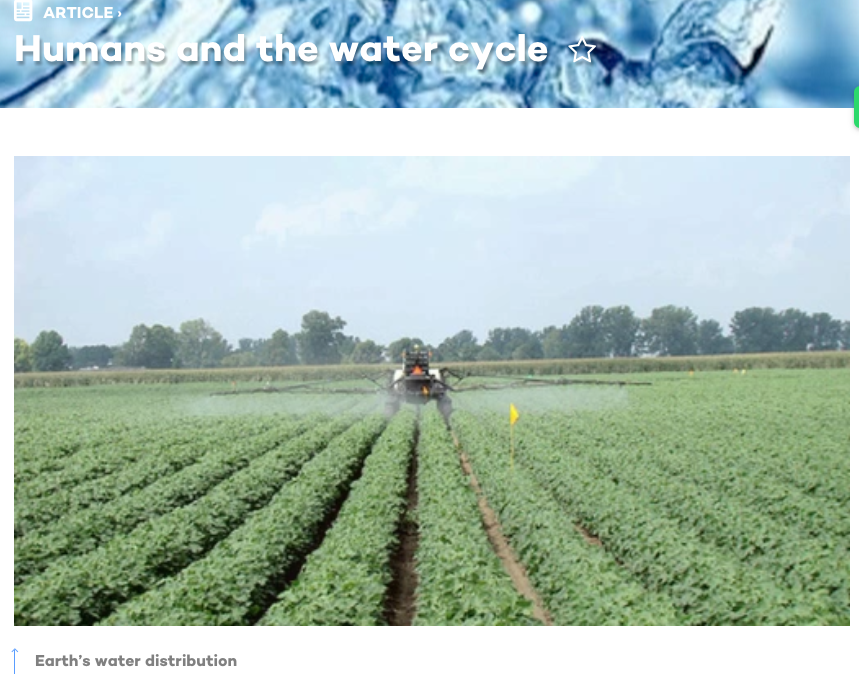 ARTICLE ›
Humans and the water cycle
Earth's water distribution